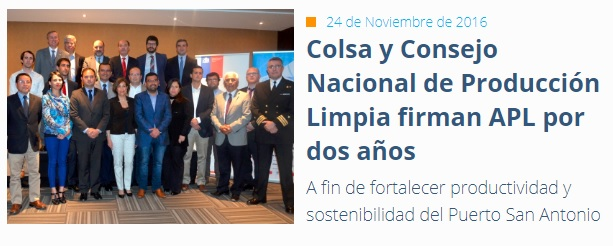 24 de Noviembre de 2016
Colsa y Consejo
Nacional de Producción
Limpia firman APL por
dos años
A fin de fortalecer productividad y
sostenibilidad del Puerto San Antonio